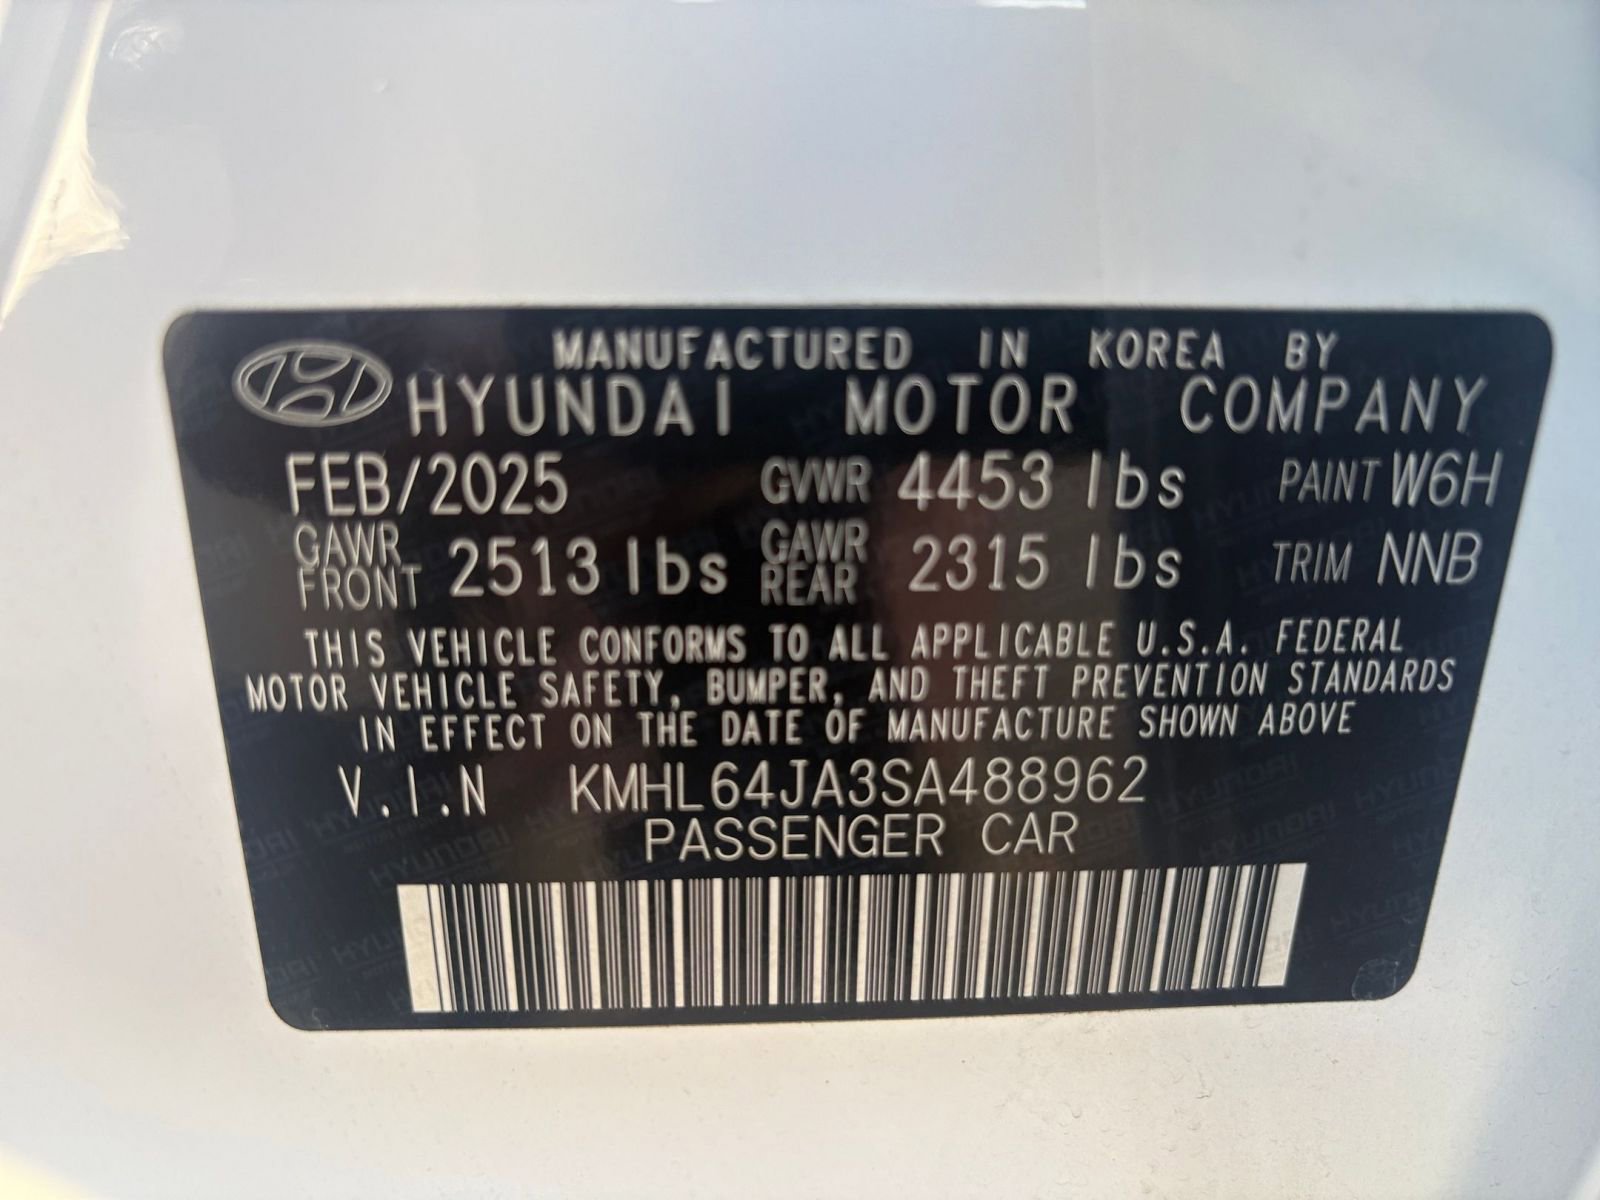 MANUFACTURED IN KOREA BY
HYUNDAI MOTOR COMPANY
FEB/2025 GVWR 4453 lbs PAINT W6H
GAWR FRONT 2513 lbs GAWR REAR 2315 lbs TRIM NNB
THIS VEHICLE CONFORMS TO ALL APPLICABLE U.S.A. FEDERAL
MOTOR VEHICLE SAFETY, BUMPER, AND THEFT PREVENTION STANDARDS
IN EFFECT ON THE DATE OF MANUFACTURE SHOWN ABOVE
V.I.N KMHL64JA3SA488962
PASSENGER CAR